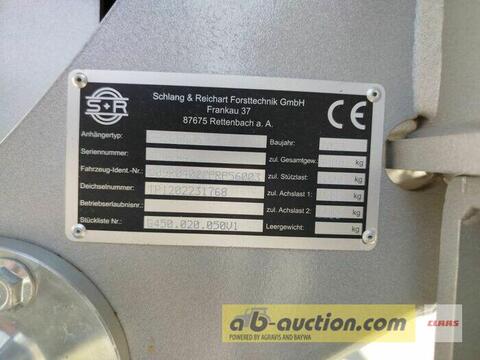 S+R
Schlang & Reichart Forsttechnik GmbH
Frankau 37
87675 Rettenbach a. A.
CE
Anhängertyp:
Baujahr:
Seriennummer:
zul. Gesamtgew.: kg
Fahrzeug-Ident.-Nr.:
zul. Stützlast kg
Deichselnummer: TP1202231768
zul. Achslast 1: kg
Betriebserlaubnisnr.:
zul. Achslast 2: kg
Stückliste Nr.: G450.020.050V1
Leergewicht: kg
a·b-auction.com
POWERED BY AGRAVIS AND BAYWA
CLAAS